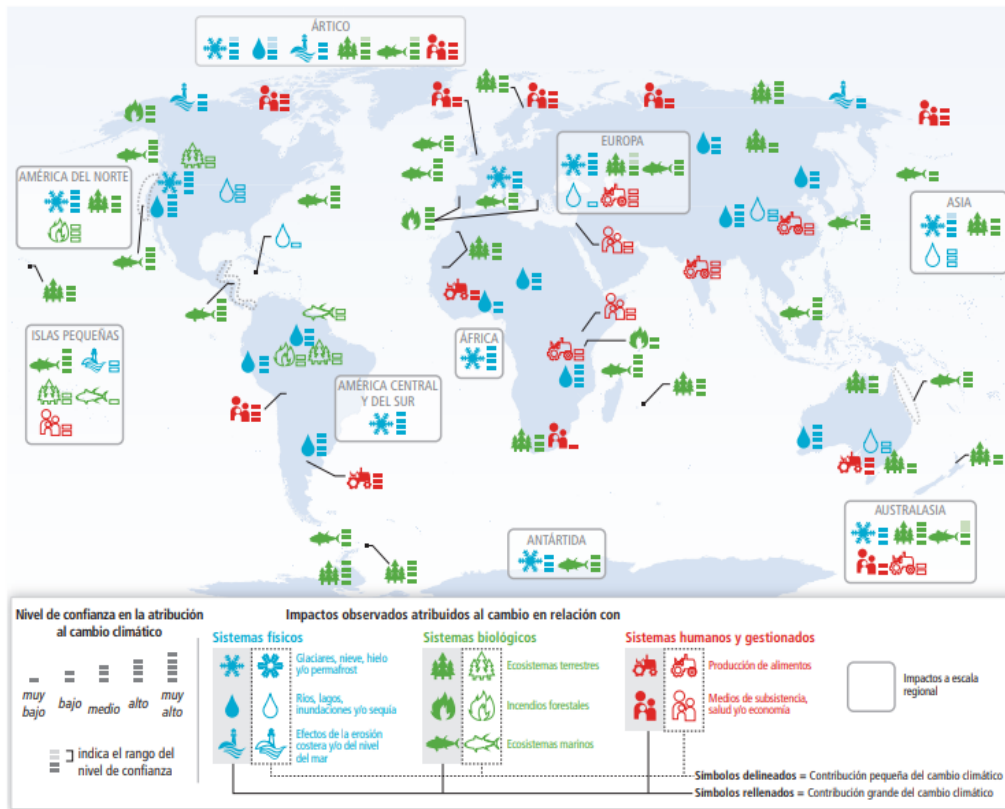 ÁRTICO
EUROPA
AMÉRICA DEL NORTE
ASIA
ISLAS PEQUEÑAS
ÁFRICA
AMÉRICA CENTRAL
Y DEL SUR
ANTÁRTIDA
AUSTRALASIA
Nivel de confianza en la atribución
al cambio climático
muy
bajo
bajo
medio
alto
muy
alto
indica el rango del
nivel de confianza
Impactos observados atribuidos al cambio en relación con
Sistemas físicos
Glaciares, nieve, hielo
y/o permafrost
Ríos, lagos,
inundaciones y/o sequía
Efectos de la erosión
costera y/o del nivel
del mar
Sistemas biológicos
Ecosistemas terrestres
Incendios forestales
Ecosistemas marinos
Sistemas humanos y gestionados
Producción de alimentos
Medios de subsistencia,
salud y/o economía
Impactos a escala
regional
Símbolos delineados = Contribución pequeña del cambio climático
Símbolos rellenados = Contribución grande del cambio climático